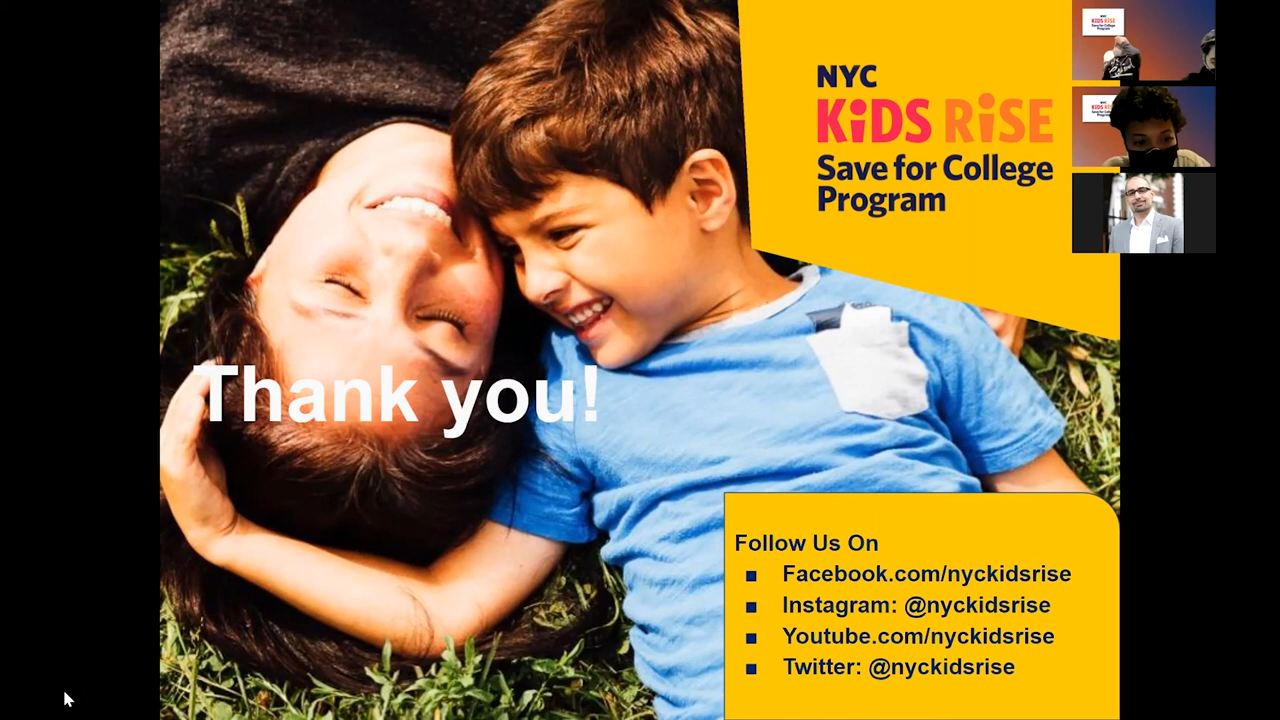 NYC
KiDS RiSE
Save for College
Program
Thank you!
Follow Us On
Facebook.com/nyckidsrise
Instagram: @nyckidsrise
Youtube.com/nyckidsrise
Twitter: @nyckidsrise